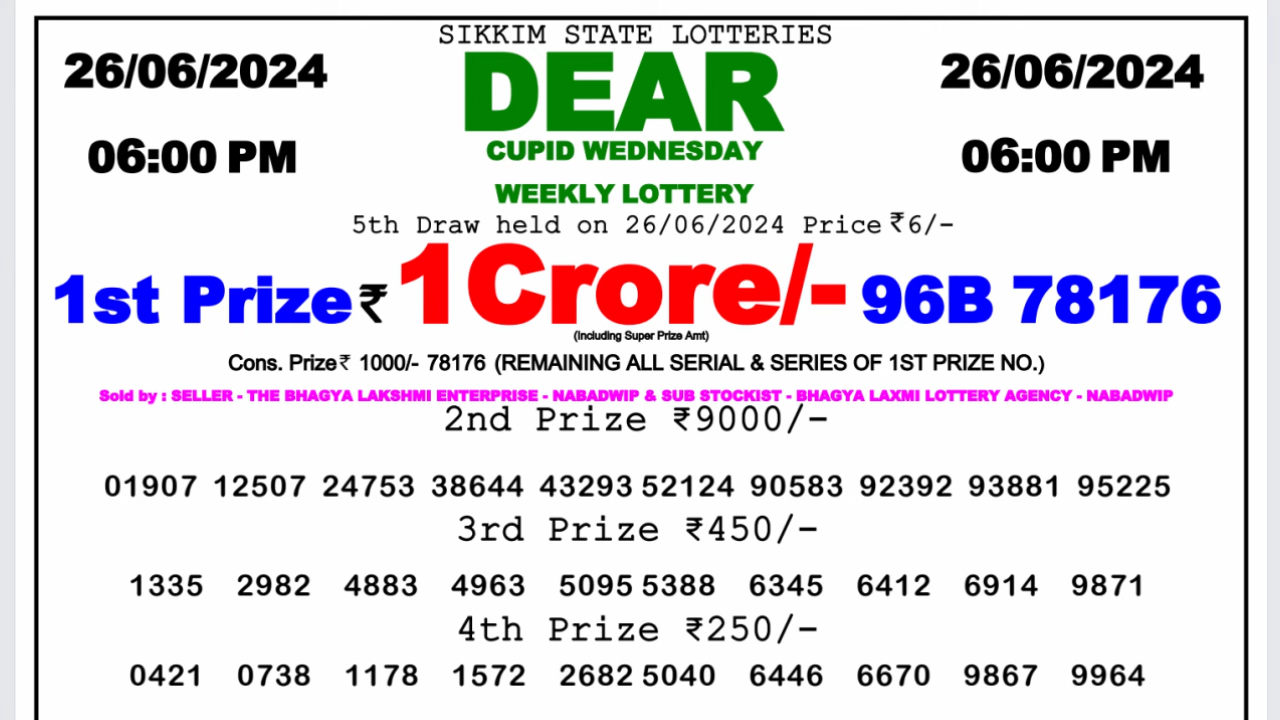 SIKKIM STATE LOTTERIES
26/06/2024 DEAR 26/06/2024
06:00 PM CUPID WEDNESDAY 06:00 PM
WEEKLY LOTTERY
5th Draw held on 26/06/2024 Price ₹6/-
1st Prize ₹ 1Crore/- 96B 78176
(Including Super Prize Amt)
Cons. Prize₹ 1000/- 78176 (REMAINING ALL SERIAL & SERIES OF 1ST PRIZE NO.)
Sold by : SELLER - THE BHAGYA LAKSHMI ENTERPRISE - NABADWIP & SUB STOCKIST - BHAGYA LAXMI LOTTERY AGENCY - NABADWIP
2nd Prize ₹9000/-
01907 12507 24753 38644 43293 52124 90583 92392 93881 95225
3rd Prize ₹450/-
1335 2982 4883 4963 5095 5388 6345 6412 6914 9871
4th Prize ₹250/-
0421 0738 1178 1572 2682 5040 6446 6670 9867 9964